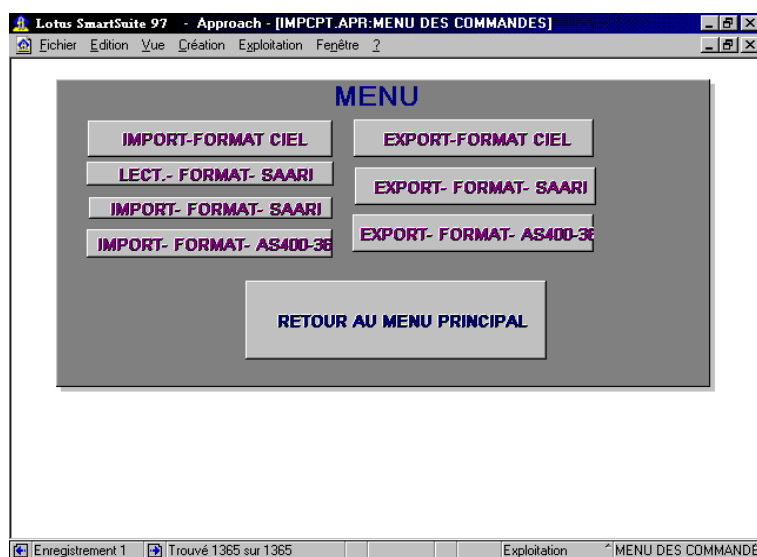 Lotus SmartSuite 97 - Approach - [IMPCPT.APR:MENU DES COMMANDES]
Fichier Edition Vue Création Exploitation Fenêtre ?
MENU
IMPORT-FORMAT CIEL
EXPORT-FORMAT CIEL
LECT.- FORMAT- SAARI
EXPORT- FORMAT- SAARI
IMPORT- FORMAT- SAARI
IMPORT- FORMAT- AS400-36
EXPORT- FORMAT- AS400-36
RETOUR AU MENU PRINCIPAL
Enregistrement 1 Trouvé 1365 sur 1365 Exploitation MENU DES COMMANDE